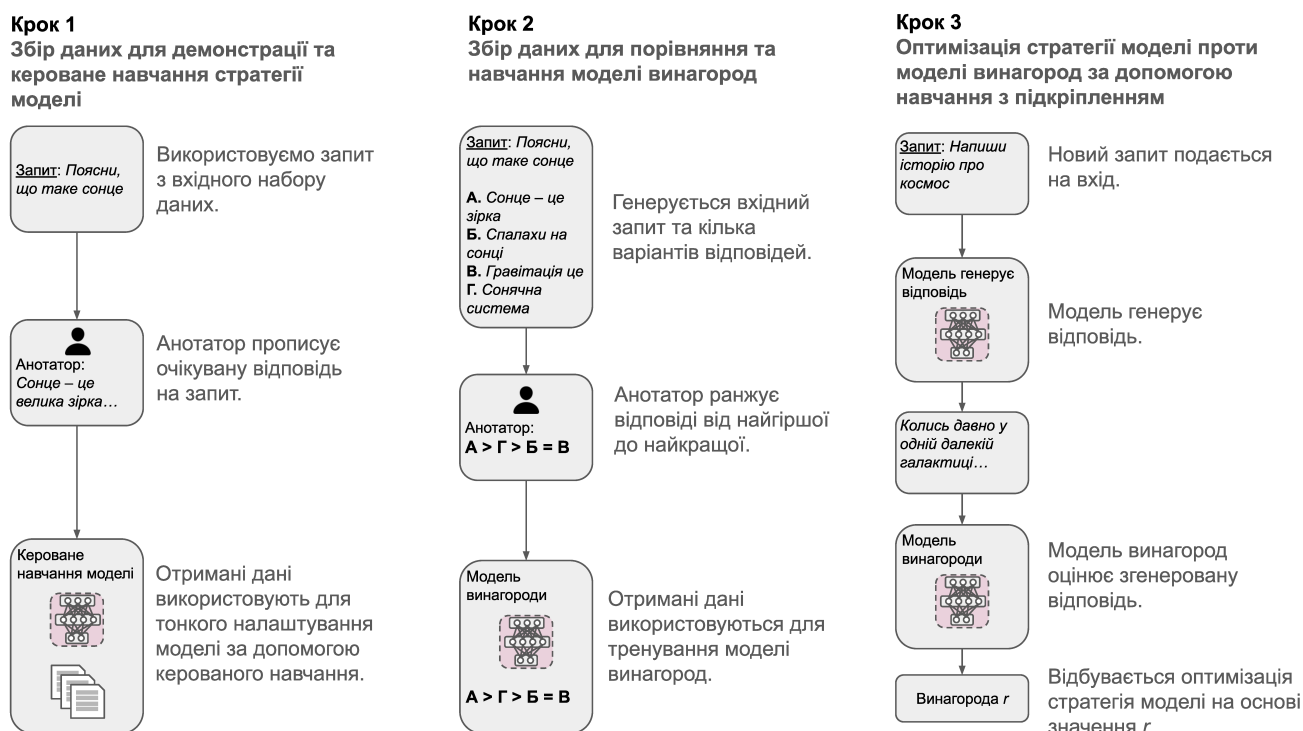 Крок 1
Збір даних для демонстрації та
кероване навчання стратегії
моделі
Запит: Поясни,
що таке сонце
Використовуємо запит
з вхідного набору
даних.
Анотатор:
Сонце – це
велика зірка…
Анотатор прописує
очікувану відповідь
на запит.
Кероване
навчання моделі
Отримані дані
використовують для
тонкого налаштування
моделі за допомогою
керованого навчання.
Крок 2
Збір даних для порівняння та
навчання моделі винагород
Запит: Поясни,
що таке сонце
А. Сонце – це
зірка
Б. Спалахи на
сонці
В. Гравітація це
Г. Сонячна
система
Генерується вхідний
запит та кілька
варіантів відповідей.
Анотатор:
А > Г > Б = В
Анотатор ранжує
відповіді від найгіршої
до найкращої.
Модель
винагороди
А > Г > Б = В
Отримані дані
використовуються для
тренування моделі
винагород.
Крок 3
Оптимізація стратегії моделі проти
моделі винагород за допомогою
навчання з підкріпленням
Запит: Напиши
історію про
космос
Новий запит подається
на вхід.
Модель генерує
відповідь
Модель генерує
відповідь.
Колись давно у
одній далекій
галактиці…
Модель
винагороди
Модель винагород
оцінює згенеровану
відповідь.
Винагорода r
Відбувається оптимізація
стратегія моделі на основі
значення r